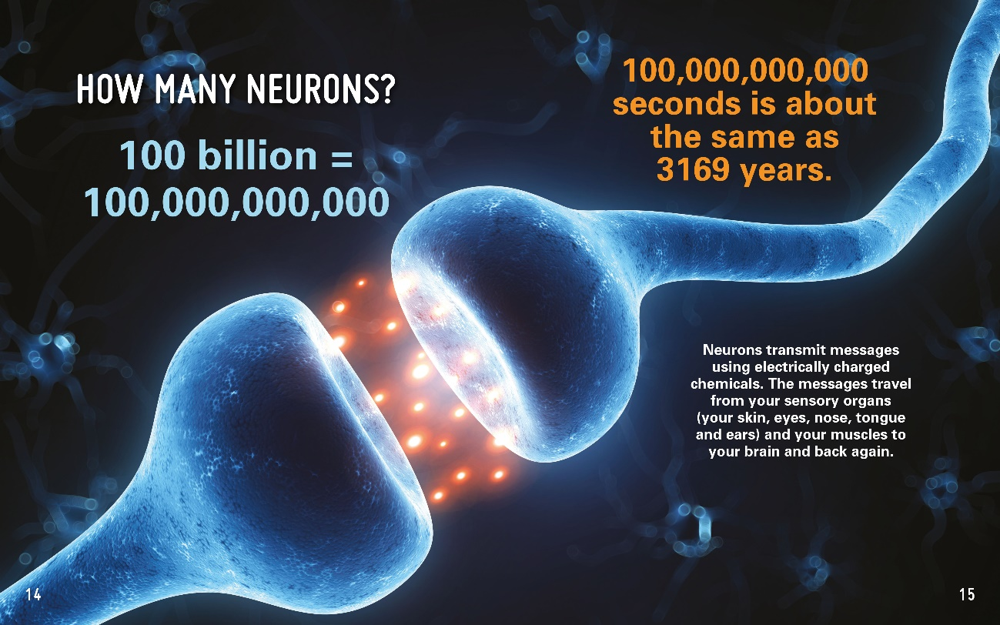 HOW MANY NEURONS?
100 billion =
100,000,000,000
100,000,000,000
seconds is about
the same as
3169 years.
Neurons transmit messages
using electrically charged
chemicals. The messages travel
from your sensory organs
(your skin, eyes, nose, tongue
and ears) and your muscles to
your brain and back again.
14
15